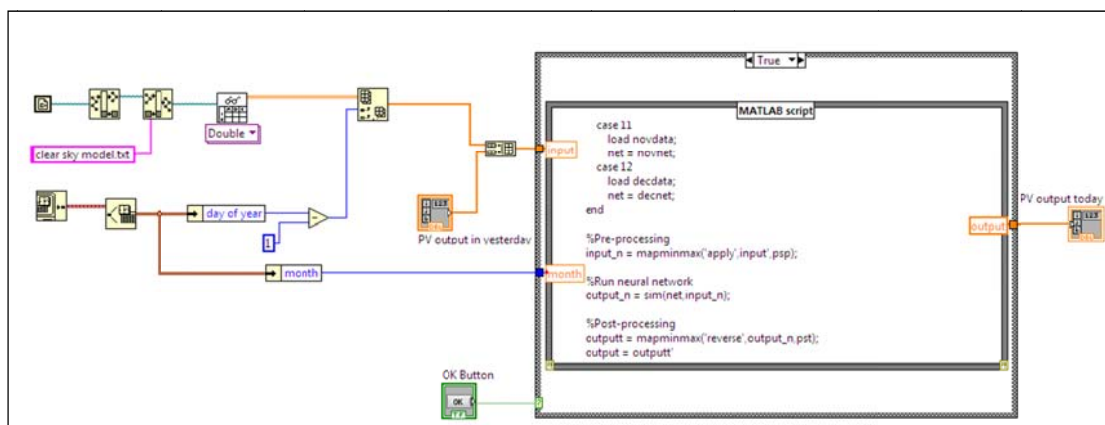 True
MATLAB script
case 11
load novdata;
net = novnet;
case 12
load decdata;
net = decnet;
end
%Pre-processing
input_n = mapminmax('apply',input',psp);
%Run neural network
output_n = sim(net,input_n);
%Post-processing
outputt = mapminmax('reverse',output_n,pst);
output = outputt'
input
month
output
Double
clear sky model.txt
day of year
1
month
PV output in yesterday
123
PV output today
123
OK Button
OK
TF